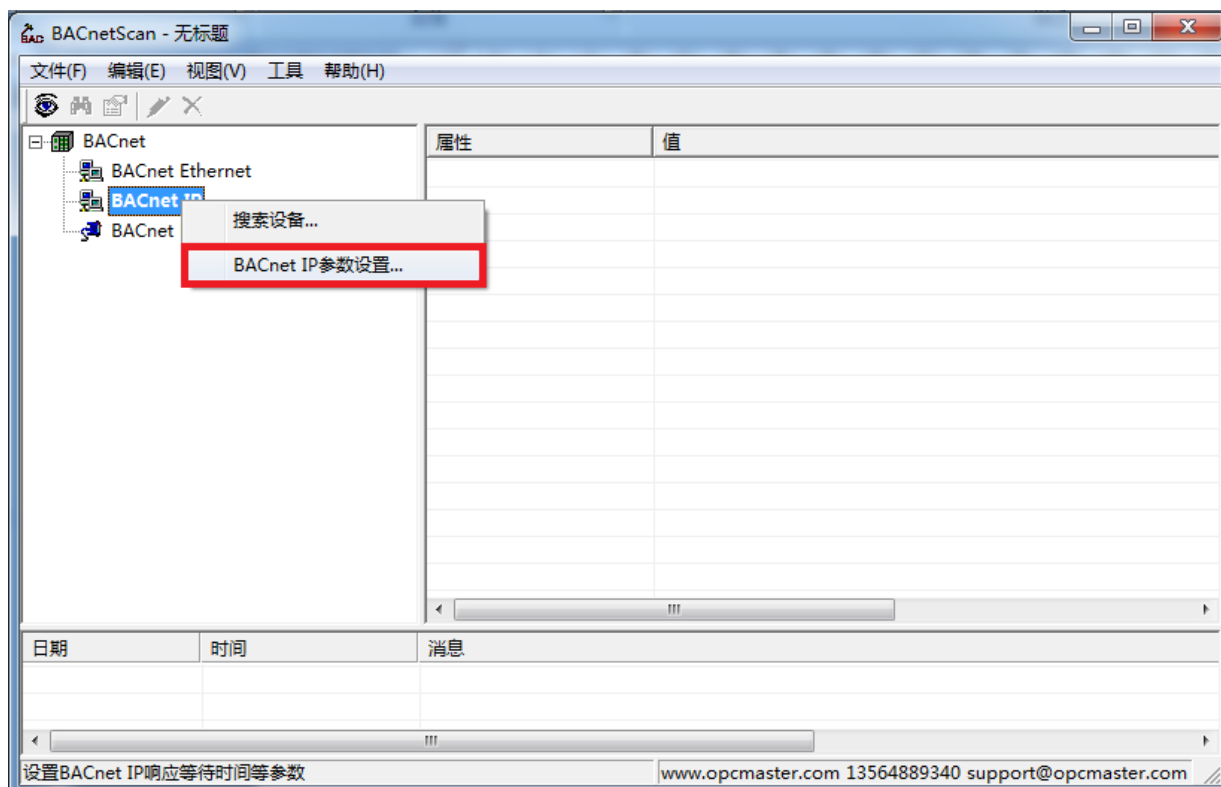 BACnetScan - 无标题
文件(F) 编辑(E) 视图(V) 工具 帮助(H)
BACnet
BACnet Ethernet
BACnet IP
BACnet
搜索设备...
BACnet IP参数设置...
属性 值
日期 时间 消息
设置BACnet IP响应等待时间等参数
www.opcmaster.com 13564889340 support@opcmaster.com